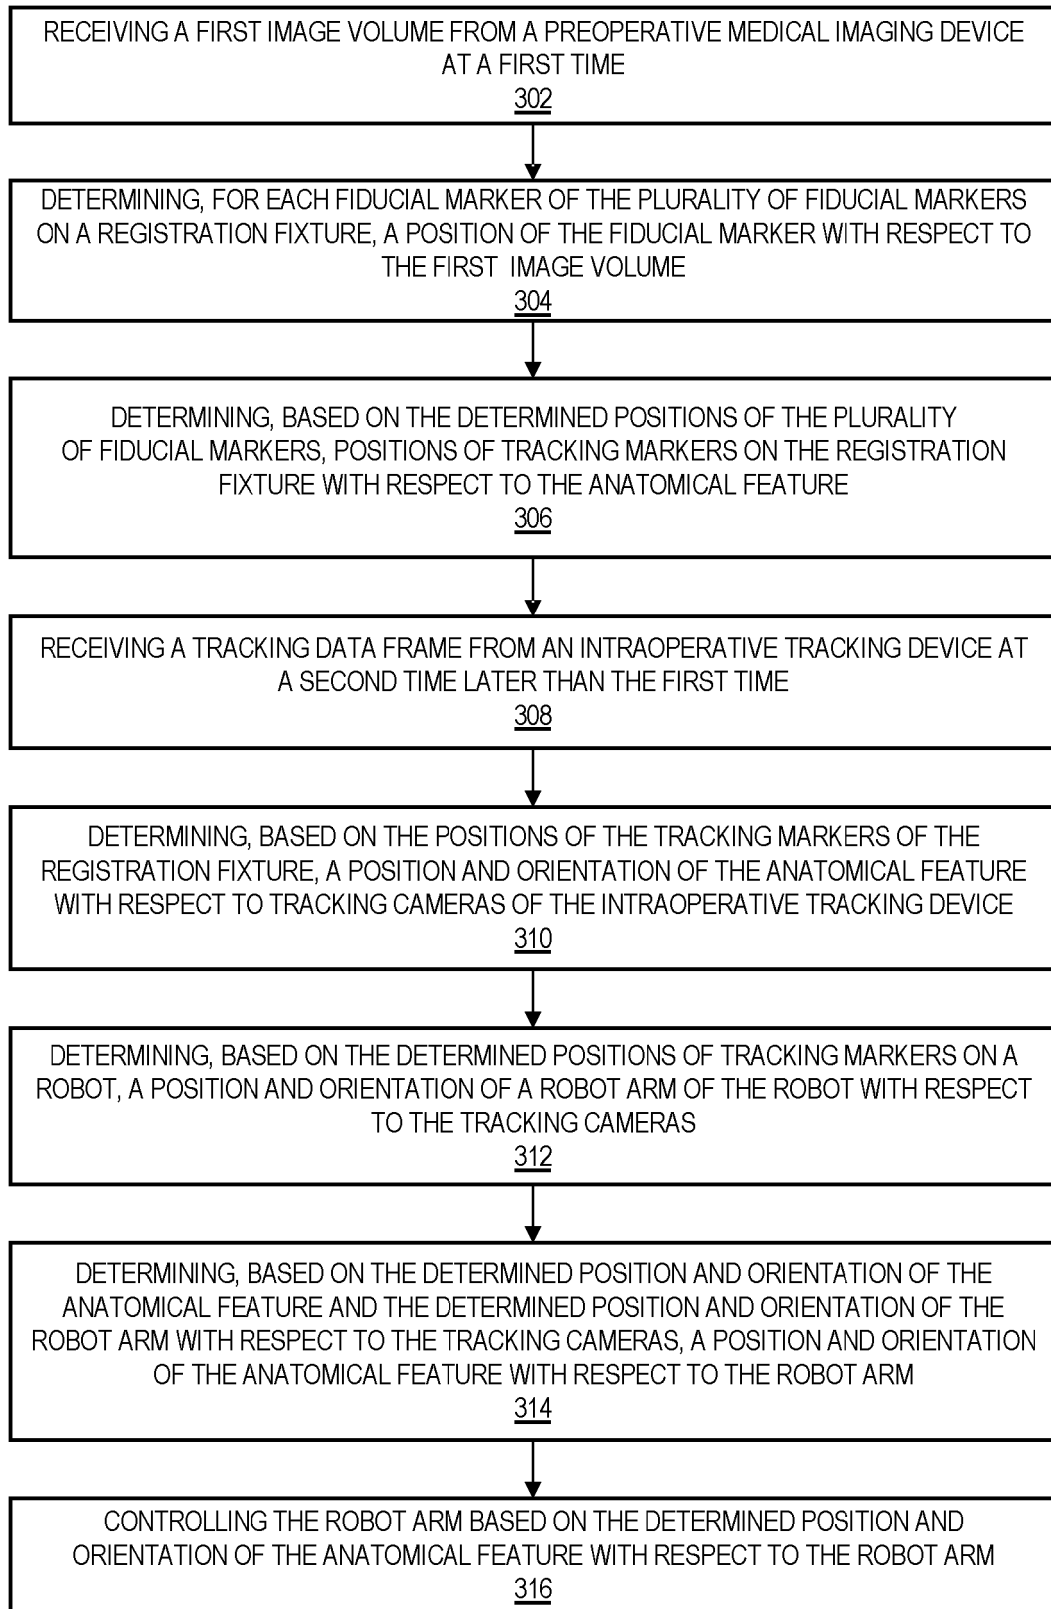 RECEIVING A FIRST IMAGE VOLUME FROM A PREOPERATIVE MEDICAL IMAGING DEVICE
AT A FIRST TIME
302
DETERMINING, FOR EACH FIDUCIAL MARKER OF THE PLURALITY OF FIDUCIAL MARKERS
ON A REGISTRATION FIXTURE, A POSITION OF THE FIDUCIAL MARKER WITH RESPECT TO
THE FIRST IMAGE VOLUME
304
DETERMINING, BASED ON THE DETERMINED POSITIONS OF THE PLURALITY
OF FIDUCIAL MARKERS, POSITIONS OF TRACKING MARKERS ON THE REGISTRATION
FIXTURE WITH RESPECT TO THE ANATOMICAL FEATURE
306
RECEIVING A TRACKING DATA FRAME FROM AN INTRAOPERATIVE TRACKING DEVICE AT
A SECOND TIME LATER THAN THE FIRST TIME
308
DETERMINING, BASED ON THE POSITIONS OF THE TRACKING MARKERS OF THE
REGISTRATION FIXTURE, A POSITION AND ORIENTATION OF THE ANATOMICAL FEATURE
WITH RESPECT TO TRACKING CAMERAS OF THE INTRAOPERATIVE TRACKING DEVICE
310
DETERMINING, BASED ON THE DETERMINED POSITIONS OF TRACKING MARKERS ON A
ROBOT, A POSITION AND ORIENTATION OF A ROBOT ARM OF THE ROBOT WITH RESPECT
TO THE TRACKING CAMERAS
312
DETERMINING, BASED ON THE DETERMINED POSITION AND ORIENTATION OF THE
ANATOMICAL FEATURE AND THE DETERMINED POSITION AND ORIENTATION OF THE
ROBOT ARM WITH RESPECT TO THE TRACKING CAMERAS, A POSITION AND ORIENTATION
OF THE ANATOMICAL FEATURE WITH RESPECT TO THE ROBOT ARM
314
CONTROLLING THE ROBOT ARM BASED ON THE DETERMINED POSITION AND
ORIENTATION OF THE ANATOMICAL FEATURE WITH RESPECT TO THE ROBOT ARM
316